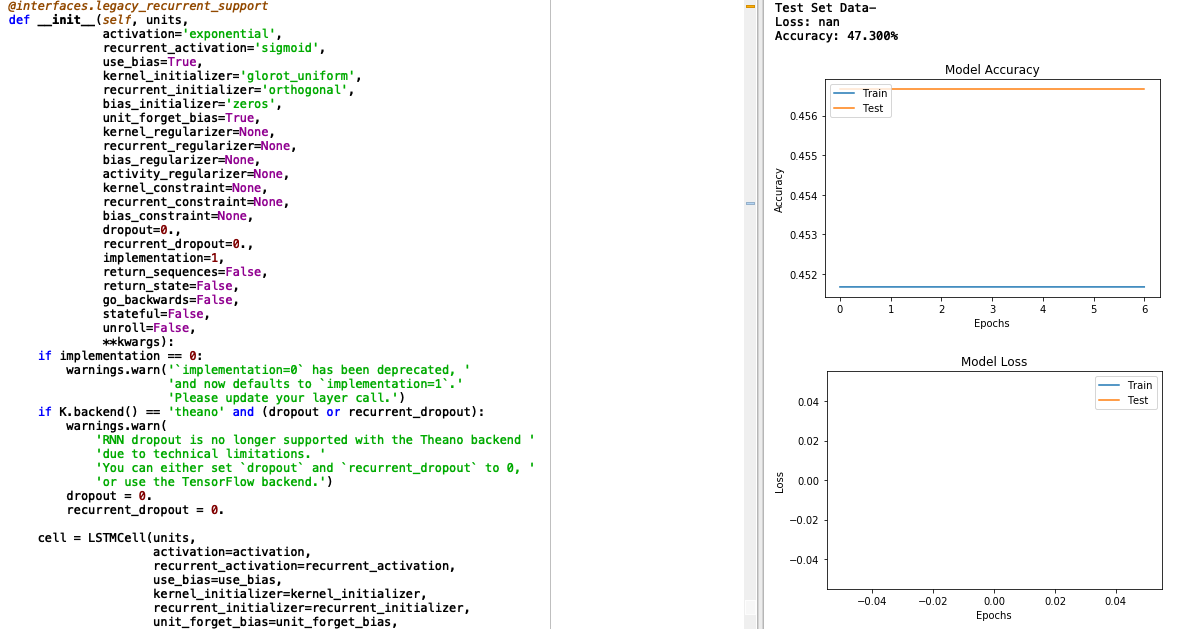 @interfaces.legacy_recurrent_support
def __init__(self, units,
activation='exponential',
recurrent_activation='sigmoid',
use_bias=True,
kernel_initializer='glorot_uniform',
recurrent_initializer='orthogonal',
bias_initializer='zeros',
unit_forget_bias=True,
kernel_regularizer=None,
recurrent_regularizer=None,
bias_regularizer=None,
activity_regularizer=None,
kernel_constraint=None,
recurrent_constraint=None,
bias_constraint=None,
dropout=0.,
recurrent_dropout=0.,
implementation=1,
return_sequences=False,
return_state=False,
go_backwards=False,
stateful=False,
unroll=False,
**kwargs):
if implementation == 0:
warnings.warn('`implementation=0` has been deprecated, '
'and now defaults to `implementation=1`.'
'Please update your layer call.')
if K.backend() == 'theano' and (dropout or recurrent_dropout):
warnings.warn(
'RNN dropout is no longer supported with the Theano backend '
'due to technical limitations. '
'You can either set `dropout` and `recurrent_dropout` to 0, '
'or use the TensorFlow backend.')
dropout = 0.
recurrent_dropout = 0.
cell = LSTMCell(units,
activation=activation,
recurrent_activation=recurrent_activation,
use_bias=use_bias,
kernel_initializer=kernel_initializer,
recurrent_initializer=recurrent_initializer,
unit_forget_bias=unit_forget_bias,
Test Set Data-
Loss: nan
Accuracy: 47.300%
Model Accuracy
Train
Test
0.456
0.455
0.454
0.453
0.452
Accuracy
0 1 2 3 4 5 6
Epochs
Model Loss
Train
Test
0.04
0.02
0.00
−0.02
−0.04
Loss
−0.04 −0.02 0.00 0.02 0.04
Epochs